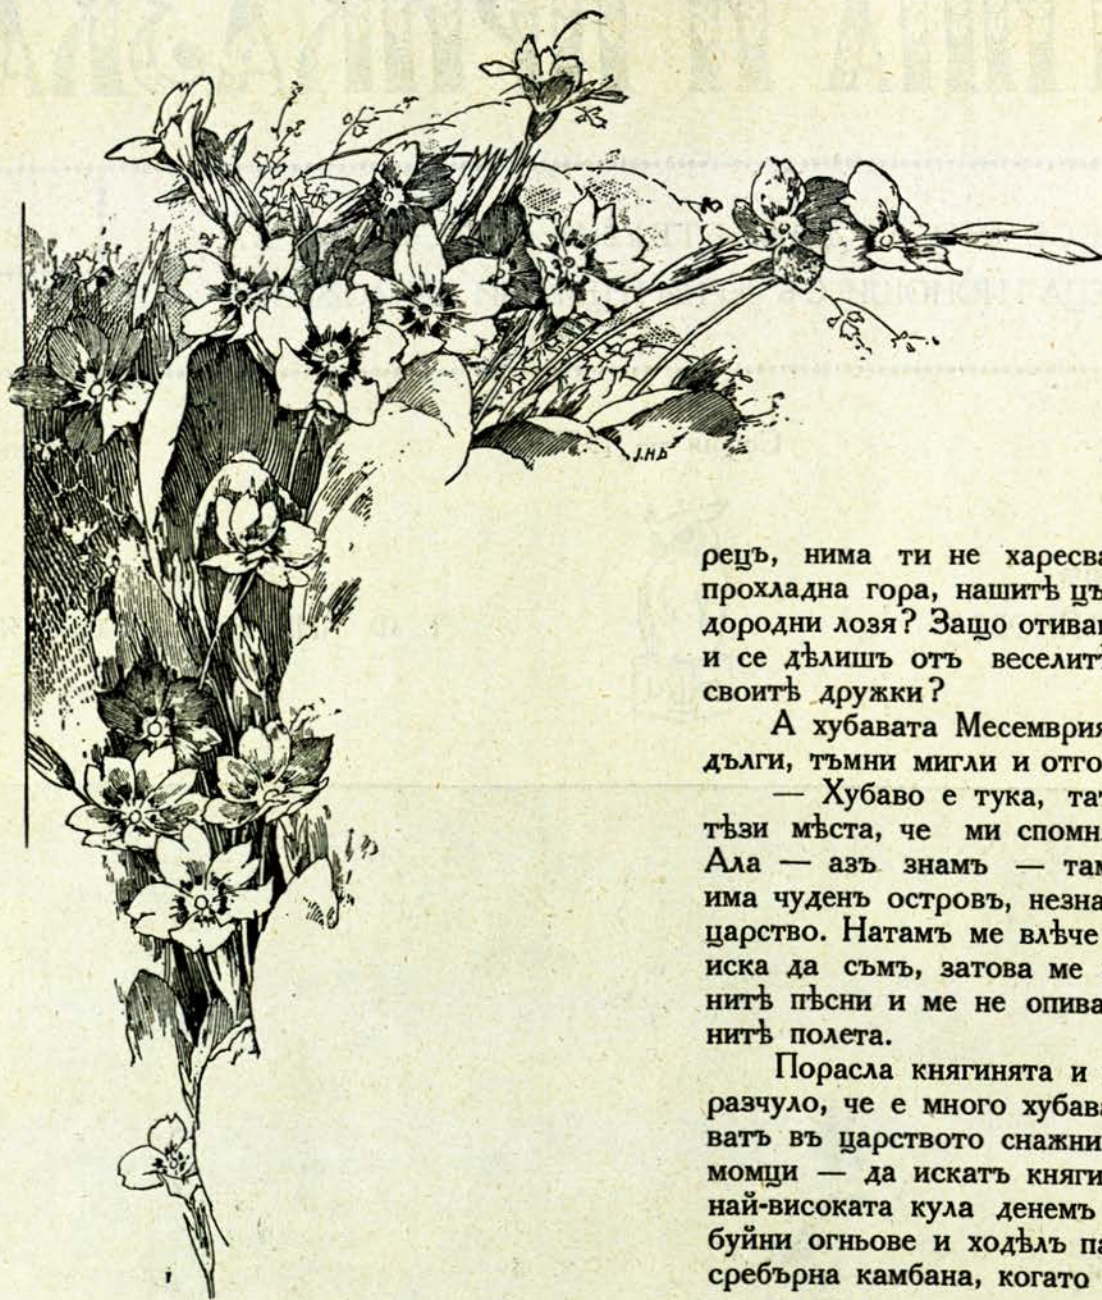 J.H.D
рецъ, нима ти не харесва
прохладна гора, нашитѣ цъ
дородни лозя? Защо отива
и се дѣлишъ отъ веселит
своитѣ дружки?
А хубавата Месемврия
дълги, тъмни мигли и отго
— Хубаво е тука, та
тѣзи мѣста, че ми спомн
Ала — азъ знамъ — та
има чуденъ островъ, незна
царство. Натамъ ме влѣче
иска да съмъ, затова ме
нитѣ пѣсни и ме не опива
нитѣ полета.
Порасла княгинята и
разчуло, че е много хубав
ватъ въ царството снажни
момци — да искатъ княги
най-високата кула денемъ
буйни огньове и ходѣлъ па
сребърна камбана, когато